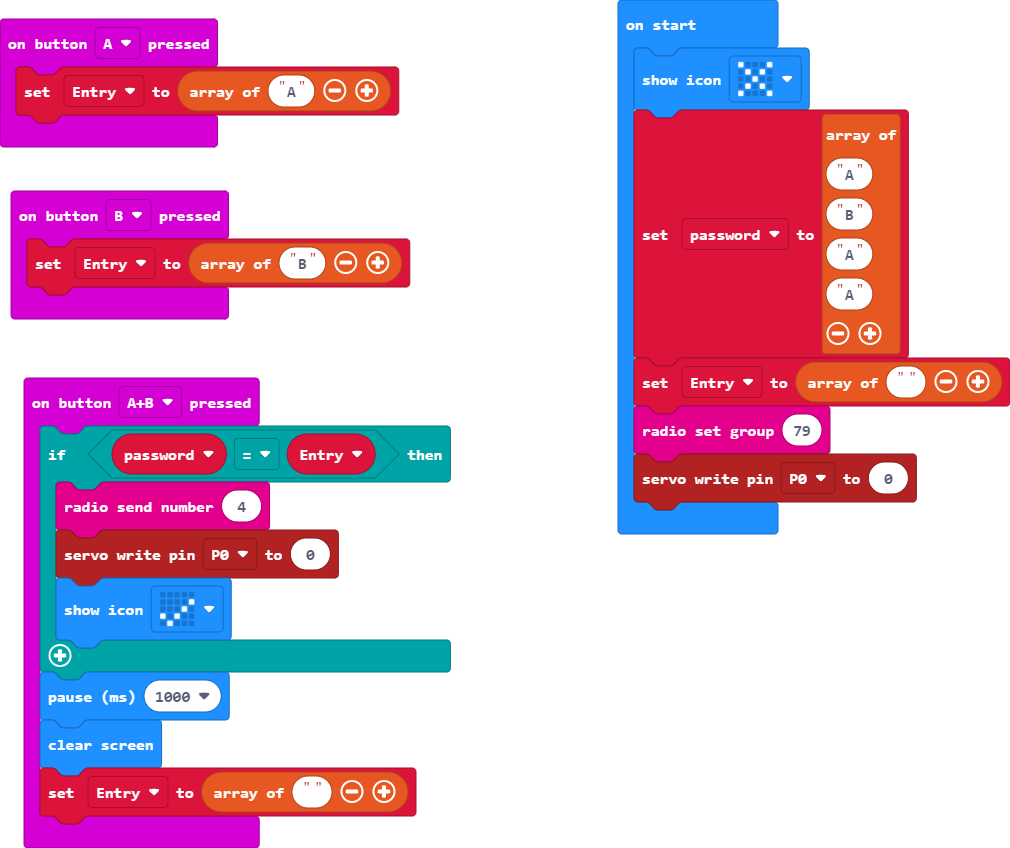 on button A pressed
set Entry to array of "A"
on button B pressed
set Entry to array of "B"
on button A+B pressed
if password = Entry then
radio send number 4
servo write pin P0 to 0
show icon
pause (ms) 1000
clear screen
set Entry to array of " "
on start
show icon
set password to array of
"A"
"B"
"A"
"A"
set Entry to array of " "
radio set group 79
servo write pin P0 to 0